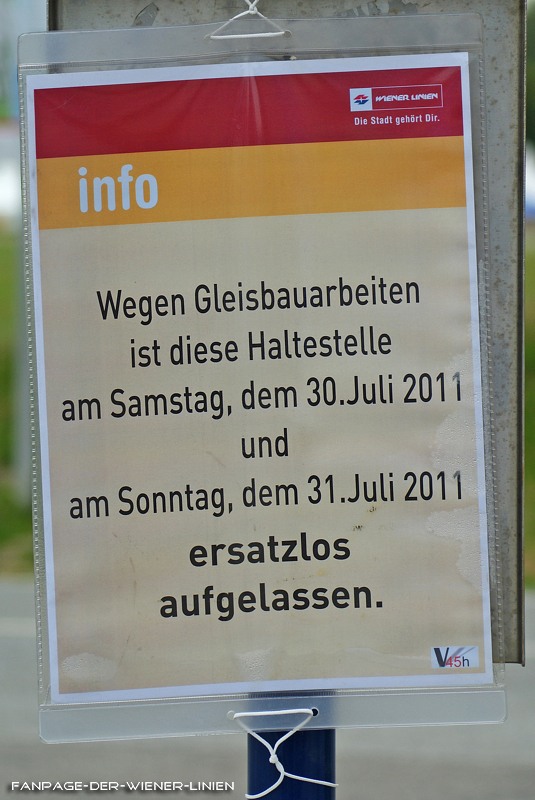 WIENER LINIEN
Die Stadt gehört Dir.
info
Wegen Gleisbauarbeiten
ist diese Haltestelle
am Samstag, dem 30.Juli 2011
und
am Sonntag, dem 31.Juli 2011
ersatzlos
aufgelassen.
V45h
FANPAGE-DER-WIENER-LINIEN